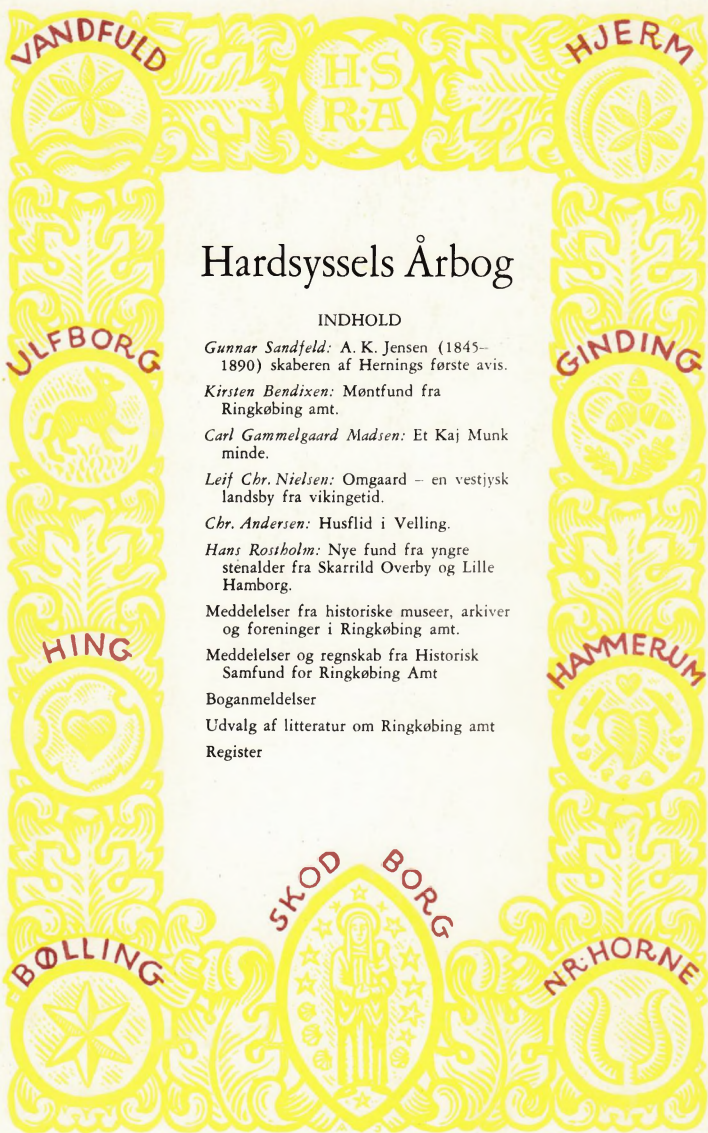 VANDFULD
H·S
R·A
HJERM
Hardsyssels Årbog
INDHOLD
Gunnar Sandfeld: A. K. Jensen (1845–
1890) skaberen af Hernings første avis.
Kirsten Bendixen: Møntfund fra
Ringkøbing amt.
Carl Gammelgaard Madsen: Et Kaj Munk
minde.
Leif Chr. Nielsen: Omgaard – en vestjysk
landsby fra vikingetid.
Chr. Andersen: Husflid i Velling.
Hans Rostholm: Nye fund fra yngre
stenalder fra Skarrild Overby og Lille
Hamborg.
Meddelelser fra historiske museer, arkiver
og foreninger i Ringkøbing amt.
Meddelelser og regnskab fra Historisk
Samfund for Ringkøbing Amt
Boganmeldelser
Udvalg af litteratur om Ringkøbing amt
Register
ULFBORG
GINDING
HING
HAMMERUM
SKOD BORG
BØLLING
NR·HORNE